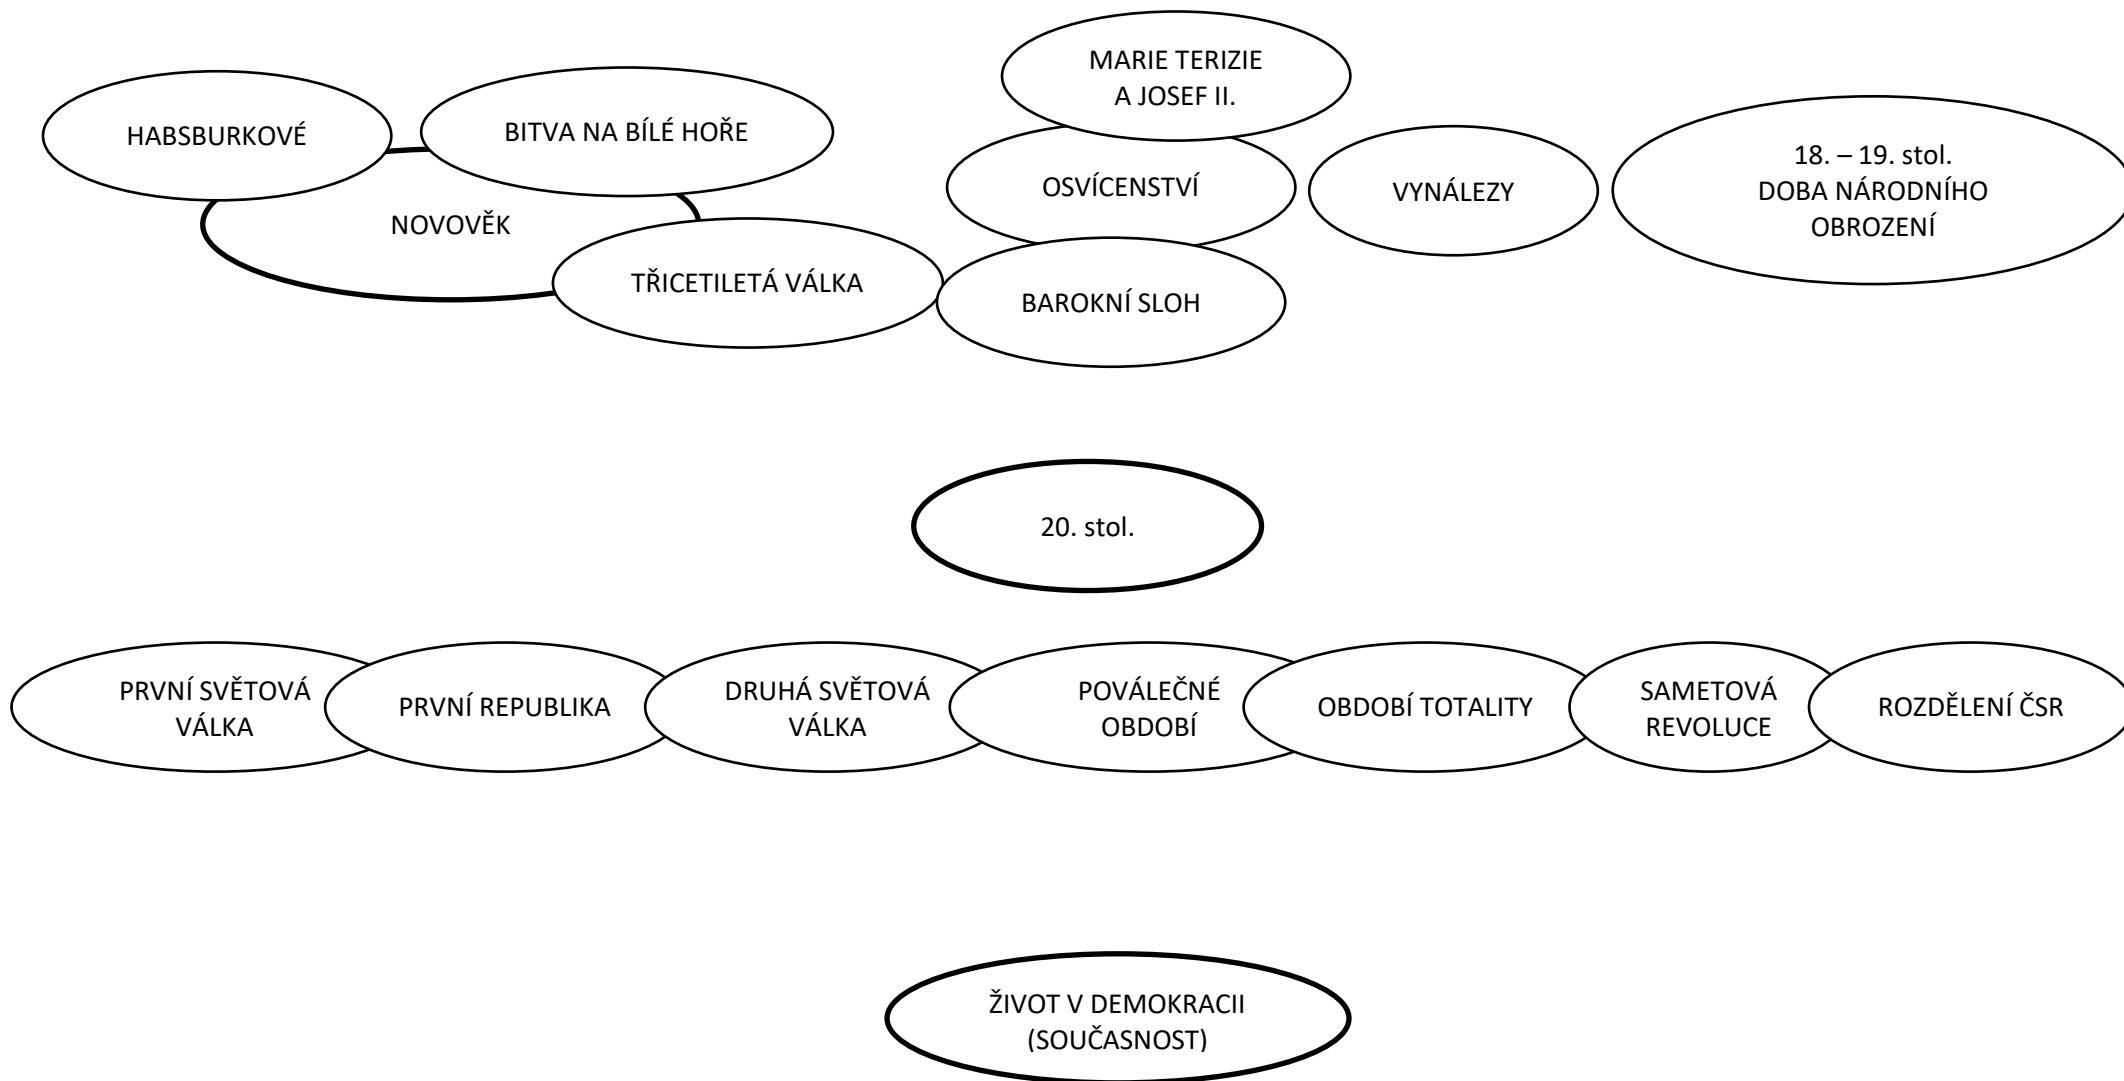 HABSBURKOVÉ
BITVA NA BÍLÉ HOŘE
NOVOVĚK
TŘICETILETÁ VÁLKA
MARIE TERIZIE
A JOSEF II.
OSVÍCENSTVÍ
BAROKNÍ SLOH
VYNÁLEZY
18. – 19. stol.
DOBA NÁRODNÍHO
OBROZENÍ
20. stol.
PRVNÍ SVĚTOVÁ
VÁLKA
PRVNÍ REPUBLIKA
DRUHÁ SVĚTOVÁ
VÁLKA
POVÁLEČNÉ
OBDOBÍ
OBDOBÍ TOTALITY
SAMETOVÁ
REVOLUCE
ROZDĚLENÍ ČSR
ŽIVOT V DEMOKRACII
(SOUČASNOST)